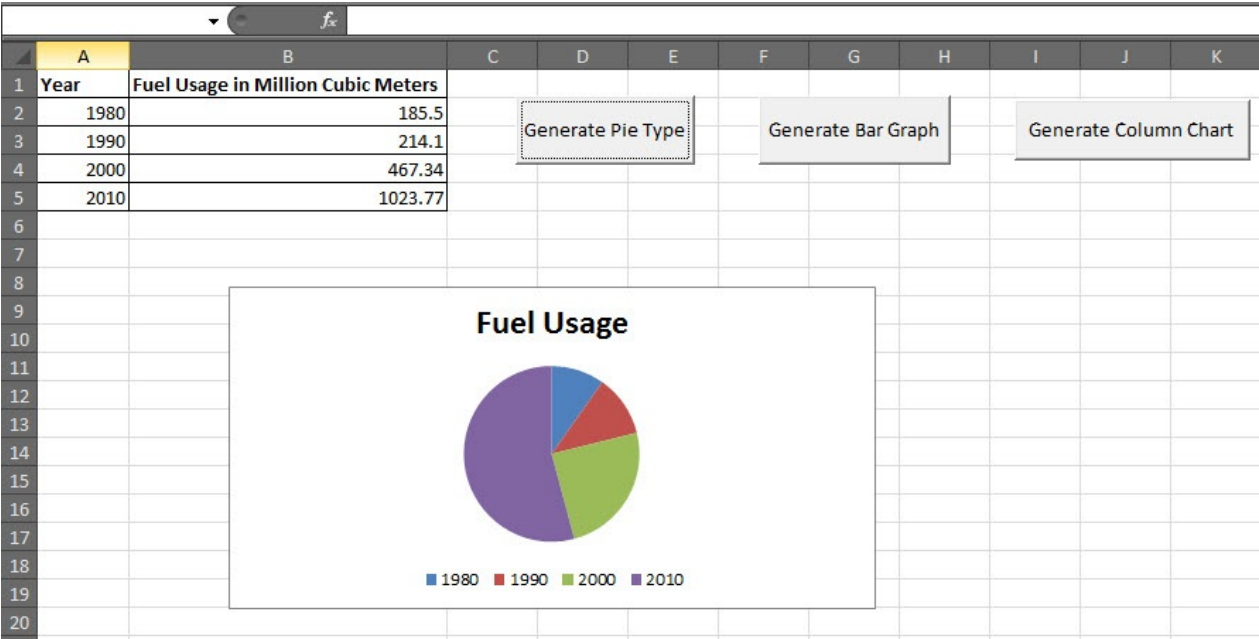 fx
A B C D E F G H I J K
1 Year Fuel Usage in Million Cubic Meters
2 1980 185.5
3 1990 214.1
4 2000 467.34
5 2010 1023.77
Generate Pie Type Generate Bar Graph Generate Column Chart
6
7
8
9
10
11
12
13
14
15
16
17
18
19
20
Fuel Usage
1980 1990 2000 2010